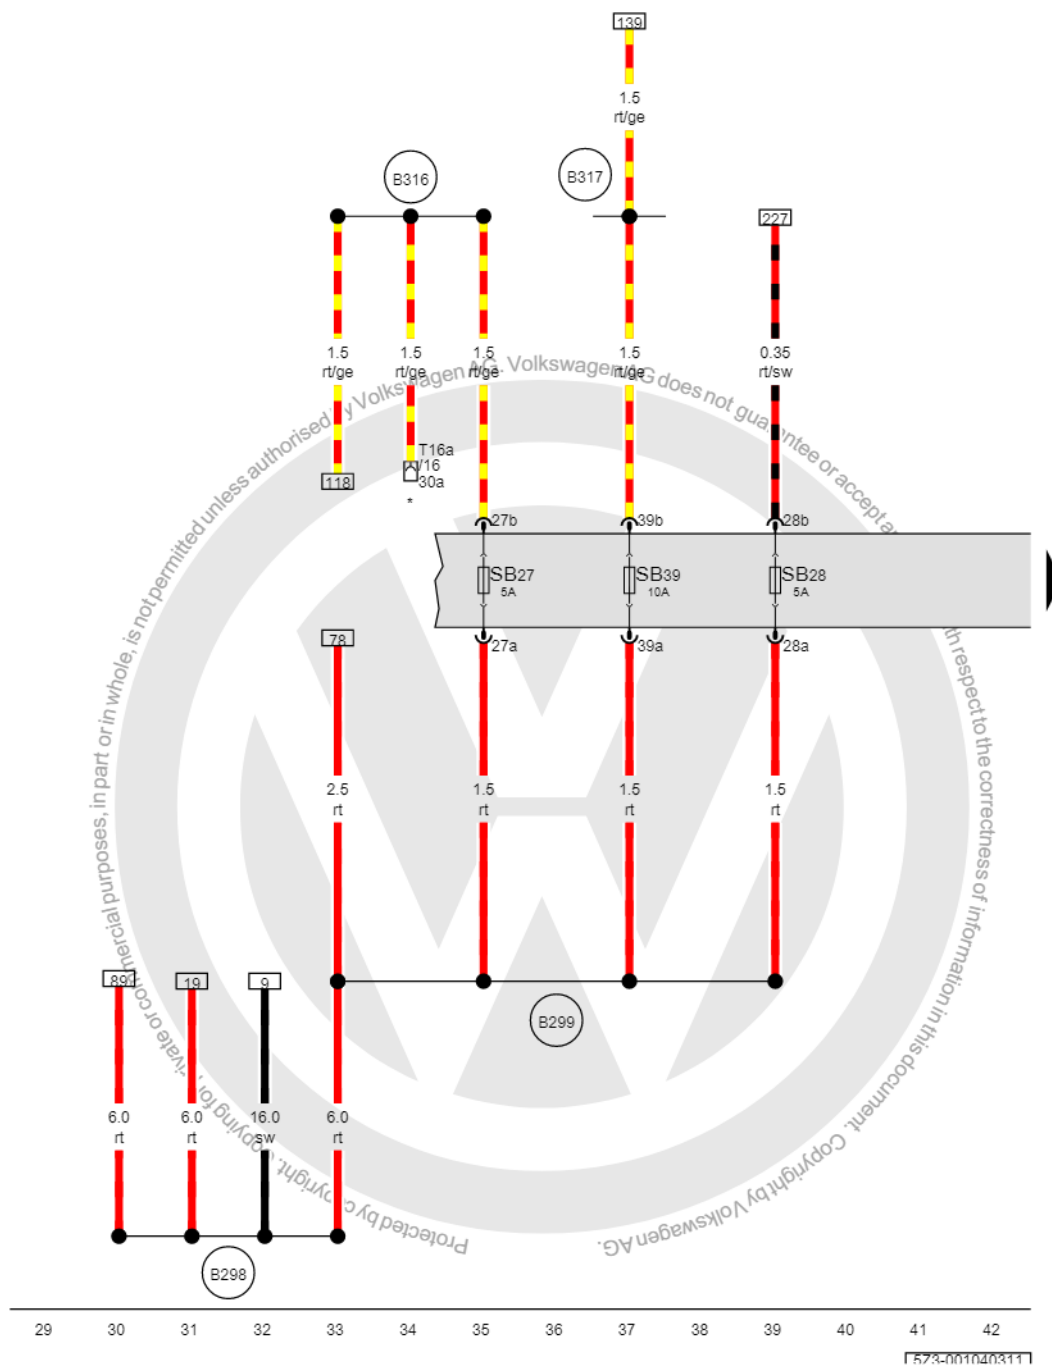 139
1.5
rt/ge
B316
B317
227
1.5
rt/ge
1.5
rt/ge
1.5
rt/ge
1.5
rt/ge
0.35
rt/sw
118
T16a
/16
30a
*
27b
39b
28b
SB27
5A
SB39
10A
SB28
5A
27a
39a
28a
78
2.5
rt
1.5
rt
1.5
rt
1.5
rt
89
19
9
B299
6.0
rt
6.0
rt
16.0
sw
6.0
rt
B298
29 30 31 32 33 34 35 36 37 38 39 40 41 42
573-001040311
Protected by copyright. Copying for private or commercial purposes, in part or in whole, is not permitted unless authorised by Volkswagen AG. Volkswagen AG does not guarantee or accept any with respect to the correctness of information in this document. Copyright by Volkswagen AG.